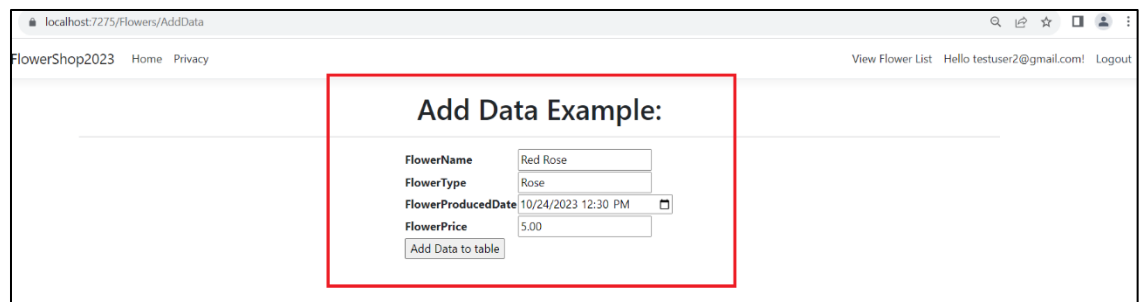 localhost:7275/Flowers/AddData
FlowerShop2023 Home Privacy View Flower List Hello testuser2@gmail.com! Logout
Add Data Example:
FlowerName Red Rose
FlowerType Rose
FlowerProducedDate 10/24/2023 12:30 PM
FlowerPrice 5.00
Add Data to table